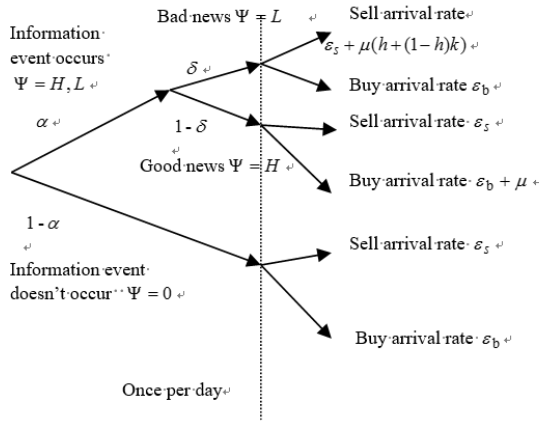 Information
event occurs
Ψ = H, L
α
Bad news Ψ = L
δ
1 - δ
Good news Ψ = H
1 - α
Information event
doesn't occur Ψ = 0
Once per day
Sell arrival rate
ε_s + μ(h + (1 − h)k)
Buy arrival rate ε_b
Sell arrival rate ε_s
Buy arrival rate ε_b + μ
Sell arrival rate ε_s
Buy arrival rate ε_b